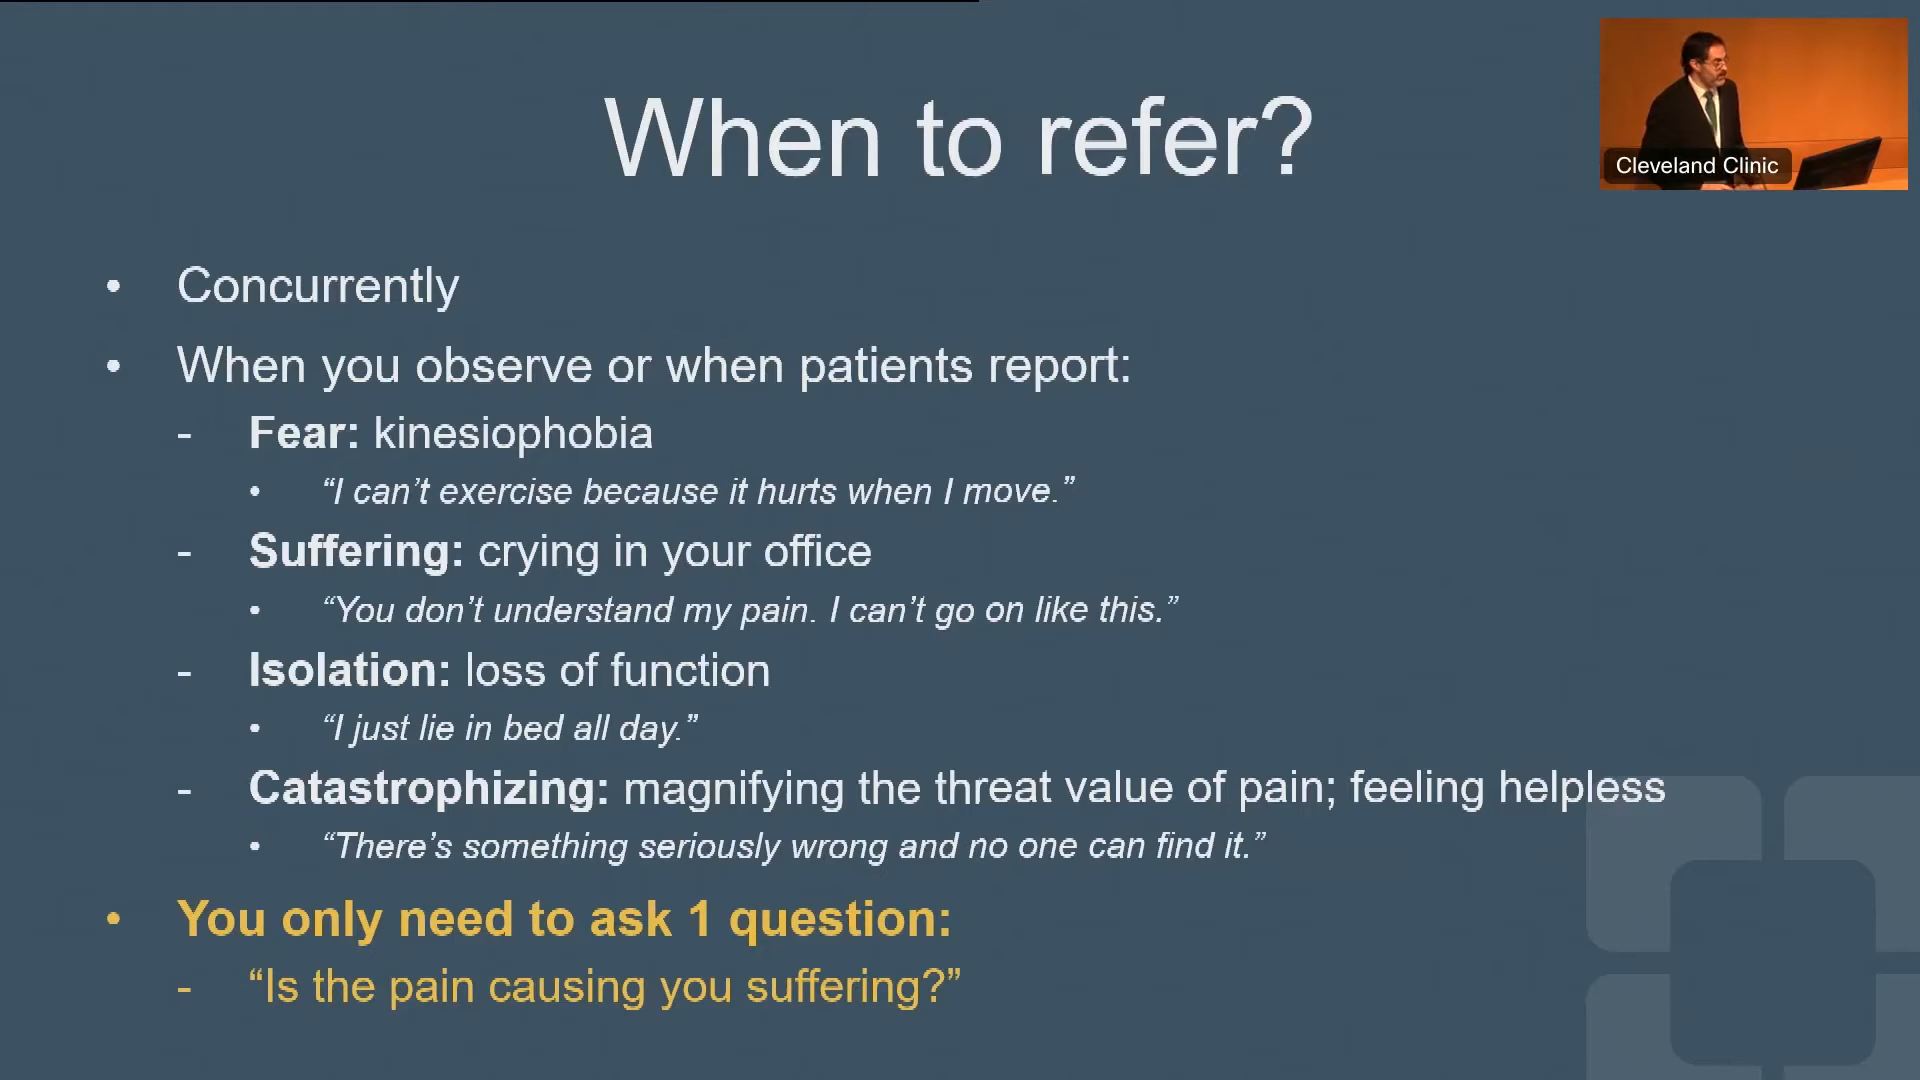 When to refer?
Cleveland Clinic
• Concurrently
• When you observe or when patients report:
- Fear: kinesiophobia
• “I can’t exercise because it hurts when I move.”
- Suffering: crying in your office
• “You don’t understand my pain. I can’t go on like this.”
- Isolation: loss of function
• “I just lie in bed all day.”
- Catastrophizing: magnifying the threat value of pain; feeling helpless
• “There’s something seriously wrong and no one can find it.”
• You only need to ask 1 question:
- “Is the pain causing you suffering?”